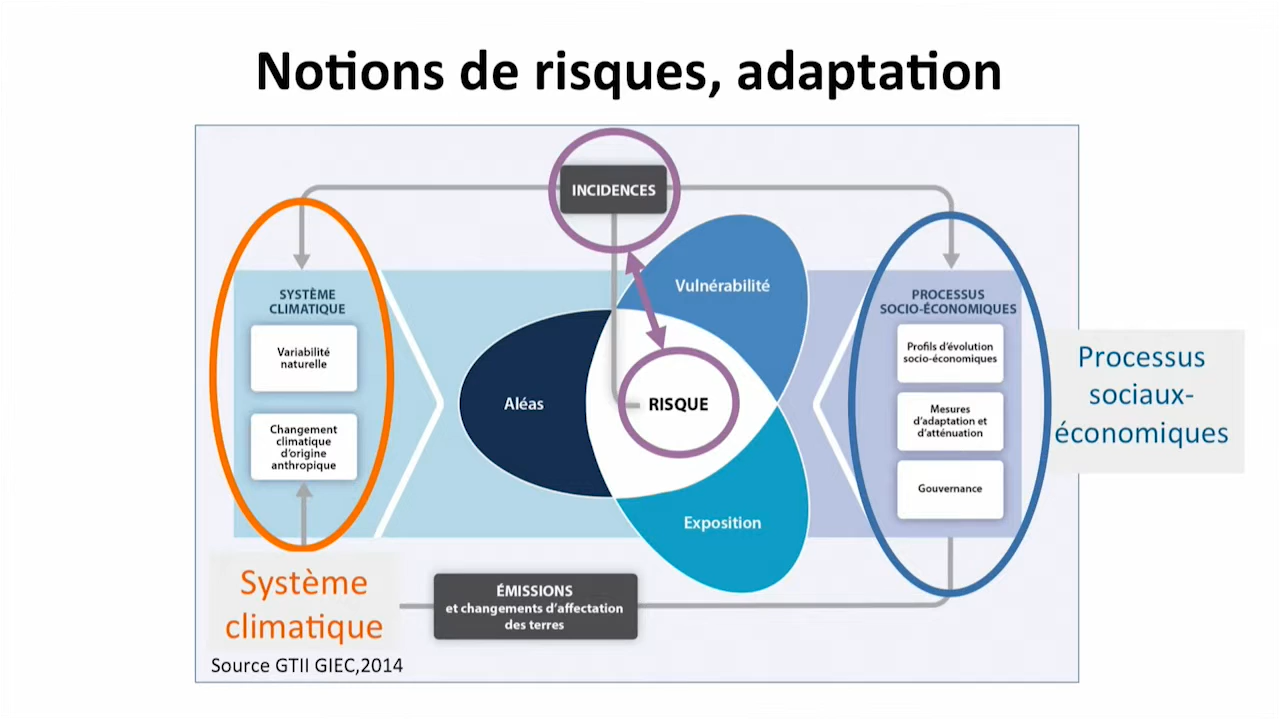 Notions de risques, adaptation
INCIDENCES
Vulnérabilité
SYSTÈME
CLIMATIQUE
Variabilité
naturelle
Changement
climatique
d'origine
anthropique
Aléas
RISQUE
Exposition
PROCESSUS
SOCIO-ÉCONOMIQUES
Profils d'évolution
socio-économiques
Mesures
d'adaptation et
d'atténuation
Gouvernance
Processus
sociaux-
économiques
Système
climatique
ÉMISSIONS
et changements d'affectation
des terres
Source GTII GIEC,2014